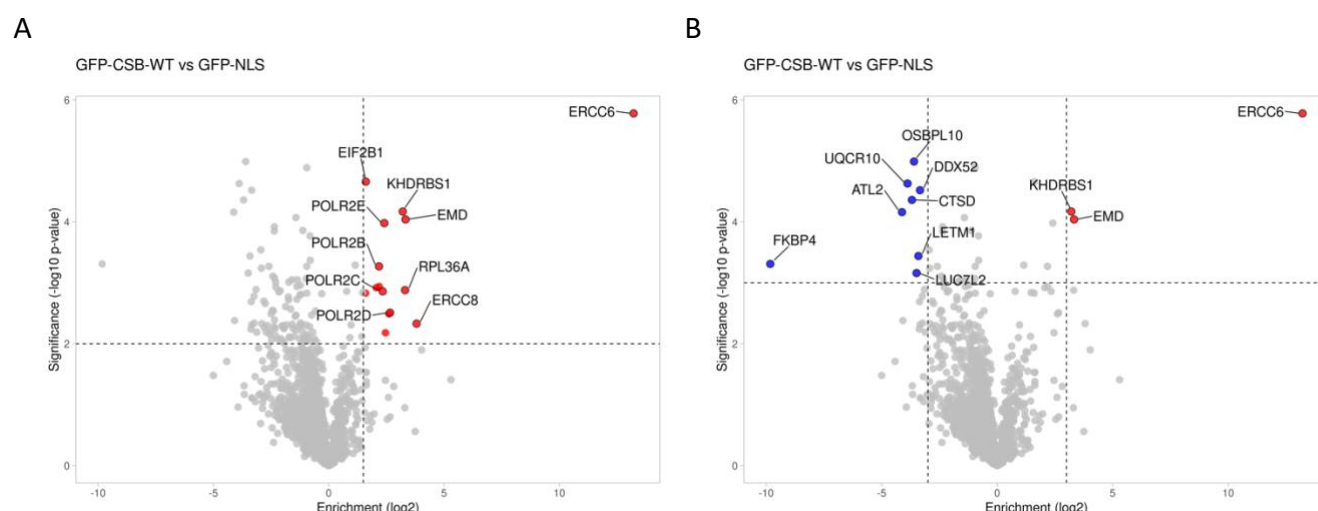 A
B
GFP-CSB-WT vs GFP-NLS
GFP-CSB-WT vs GFP-NLS
Significance (-log10 p-value)
6
4
2
0
ERCC6
EIF2B1
KHDRBS1
POLR2E
EMD
POLR2B
RPL36A
POLR2C
ERCC8
POLR2D
-10
-5
0
5
10
Enrichment (log2)
Significance (-log10 p-value)
6
4
2
0
ERCC6
OSBPL10
UQCR10
DDX52
ATL2
CTSD
KHDRBS1
EMD
FKBP4
LETM1
LUC7L2
-10
-5
0
5
10
Enrichment (log2)